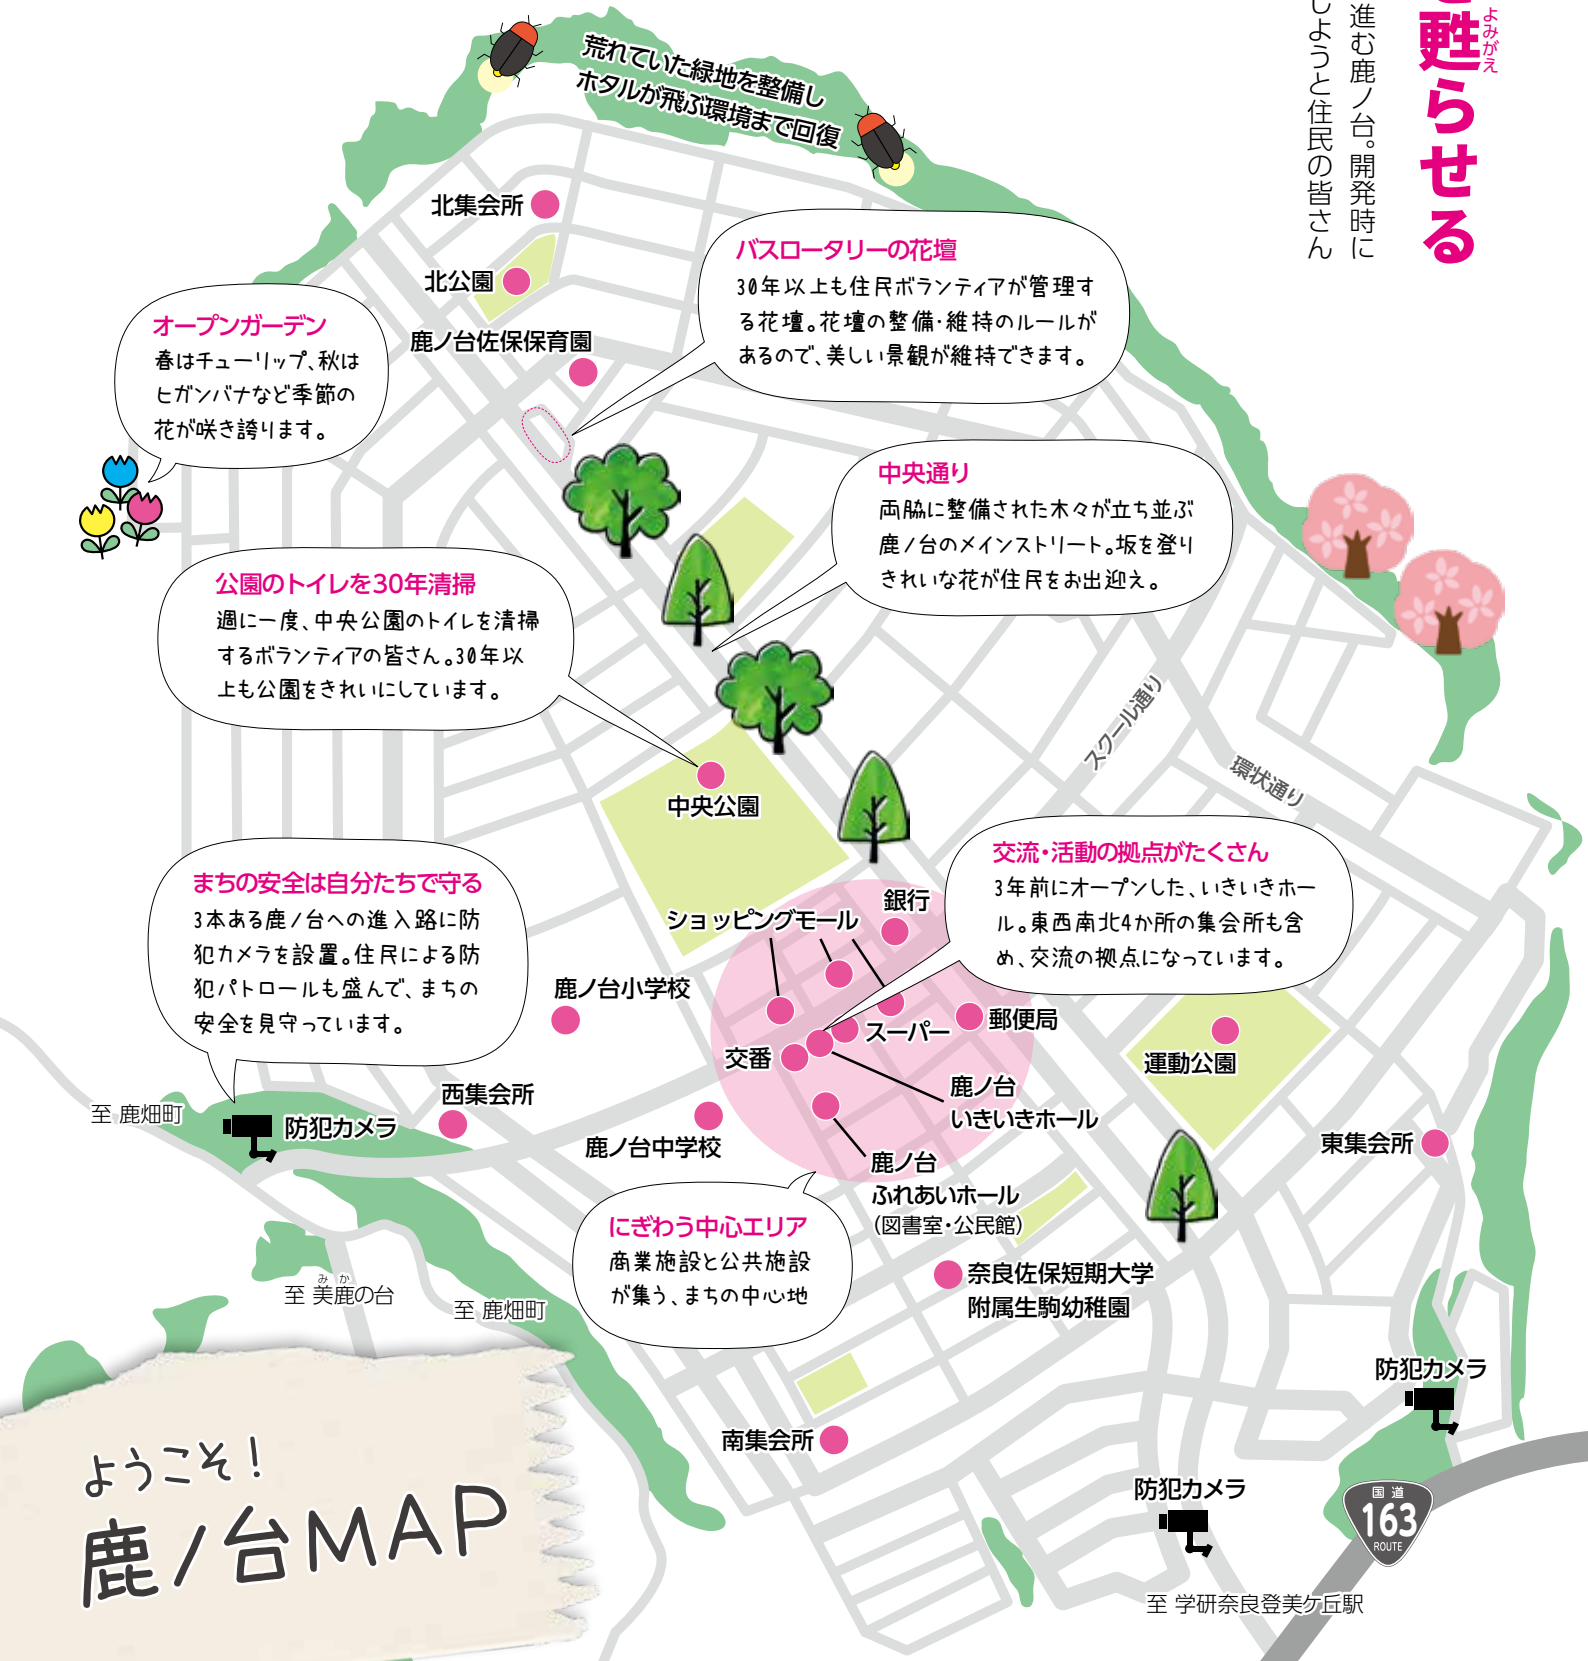 甦らせる
よみがえ
進む鹿ノ台。開発時に
しようと住民の皆さん
荒れていた緑地を整備し
ホタルが飛ぶ環境まで回復
北集会所
北公園
鹿ノ台佐保保育園
バスロータリーの花壇
30年以上も住民ボランティアが管理す
る花壇。花壇の整備・維持のルールが
あるので、美しい景観が維持できます。
オープンガーデン
春はチューリップ、秋は
ヒガンバナなど季節の
花が咲き誇ります。
中央通り
両脇に整備された木々が立ち並ぶ
鹿ノ台のメインストリート。坂を登り
きれいな花が住民をお出迎え。
公園のトイレを30年清掃
週に一度、中央公園のトイレを清掃
するボランティアの皆さん。30年以
上も公園をきれいにしています。
中央公園
スクール通り
環状通り
まちの安全は自分たちで守る
3本ある鹿ノ台への進入路に防
犯カメラを設置。住民による防
犯パトロールも盛んで、まちの
安全を見守っています。
交流・活動の拠点がたくさん
3年前にオープンした、いきいきホー
ル。東西南北4か所の集会所も含
め、交流の拠点になっています。
ショッピングモール
銀行
鹿ノ台小学校
スーパー
郵便局
交番
運動公園
鹿ノ台
いきいきホール
西集会所
至 鹿畑町
防犯カメラ
鹿ノ台中学校
東集会所
鹿ノ台
ふれあいホール
(図書室・公民館)
にぎわう中心エリア
商業施設と公共施設
が集う、まちの中心地
奈良佐保短期大学
附属生駒幼稚園
みか
至 美鹿の台
至 鹿畑町
防犯カメラ
南集会所
防犯カメラ
国道
163
ROUTE
至 学研奈良登美ケ丘駅
ようこそ！
鹿ノ台MAP